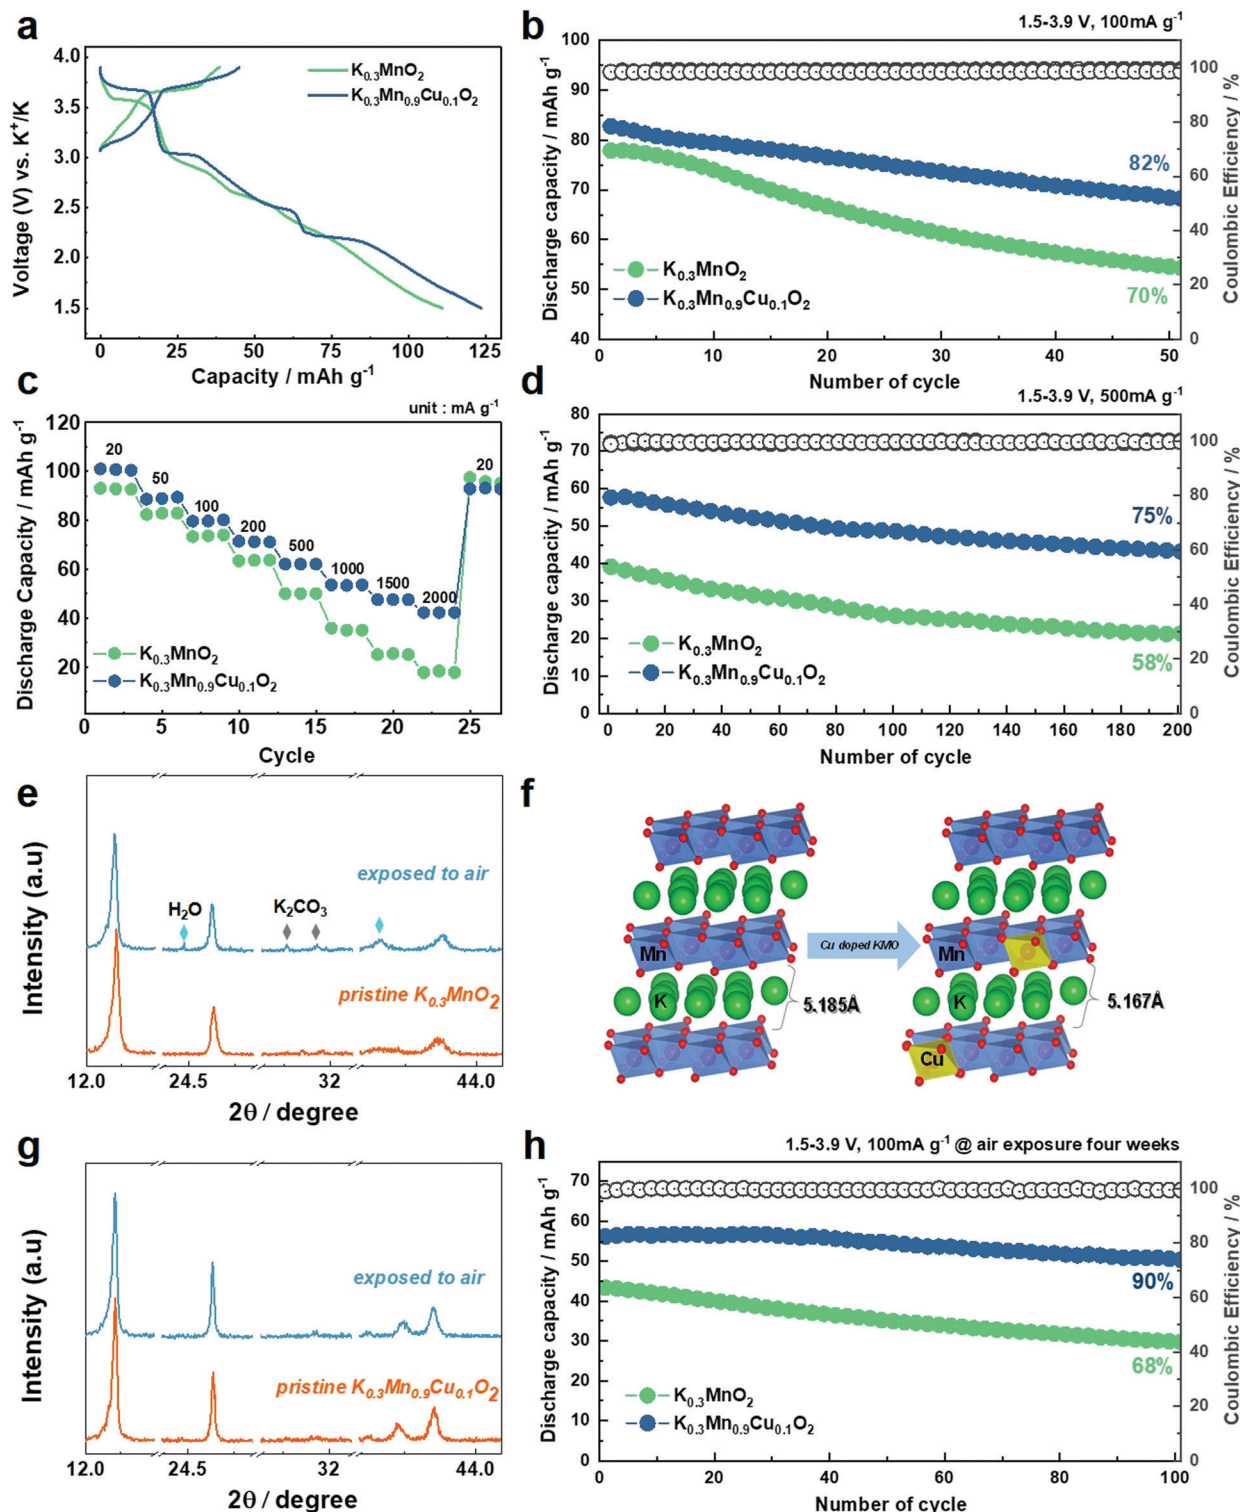 a
4.0
3.5
3.0
2.5
2.0
1.5
Voltage (V) vs. K⁺/K
K₀.₃MnO₂
K₀.₃Mn₀.₉Cu₀.₁O₂
0 25 50 75 100 125
Capacity / mAh g⁻¹
b
1.5-3.9 V, 100mA g⁻¹
100
90
80
70
60
50
40
Discharge capacity / mAh g⁻¹
82%
70%
K₀.₃MnO₂
K₀.₃Mn₀.₉Cu₀.₁O₂
100
80
60
40
20
0
Coulombic Efficiency / %
0 10 20 30 40 50
Number of cycle
c
unit : mA g⁻¹
120
100
80
60
40
20
Discharge Capacity / mAh g⁻¹
20
50
100
200
500
1000
1500
2000
20
K₀.₃MnO₂
K₀.₃Mn₀.₉Cu₀.₁O₂
0 5 10 15 20 25
Cycle
d
1.5-3.9 V, 500mA g⁻¹
80
70
60
50
40
30
20
10
0
Discharge capacity / mAh g⁻¹
75%
58%
K₀.₃MnO₂
K₀.₃Mn₀.₉Cu₀.₁O₂
100
80
60
40
20
0
Coulombic Efficiency / %
0 20 40 60 80 100 120 140 160 180 200
Number of cycle
e
Intensity (a.u)
exposed to air
H₂O
K₂CO₃
pristine K₀.₃MnO₂
12.0 24.5 32 44.0
2θ / degree
f
Mn
K
5.185Å
Cu doped KMO
Mn
K
5.167Å
Cu
g
Intensity (a.u)
exposed to air
pristine K₀.₃Mn₀.₉Cu₀.₁O₂
12.0 24.5 32 44.0
2θ / degree
h
1.5-3.9 V, 100mA g⁻¹ @ air exposure four weeks
70
60
50
40
30
20
10
0
Discharge capacity / mAh g⁻¹
90%
68%
K₀.₃MnO₂
K₀.₃Mn₀.₉Cu₀.₁O₂
100
80
60
40
20
0
Coulombic Efficiency / %
0 20 40 60 80 100
Number of cycle